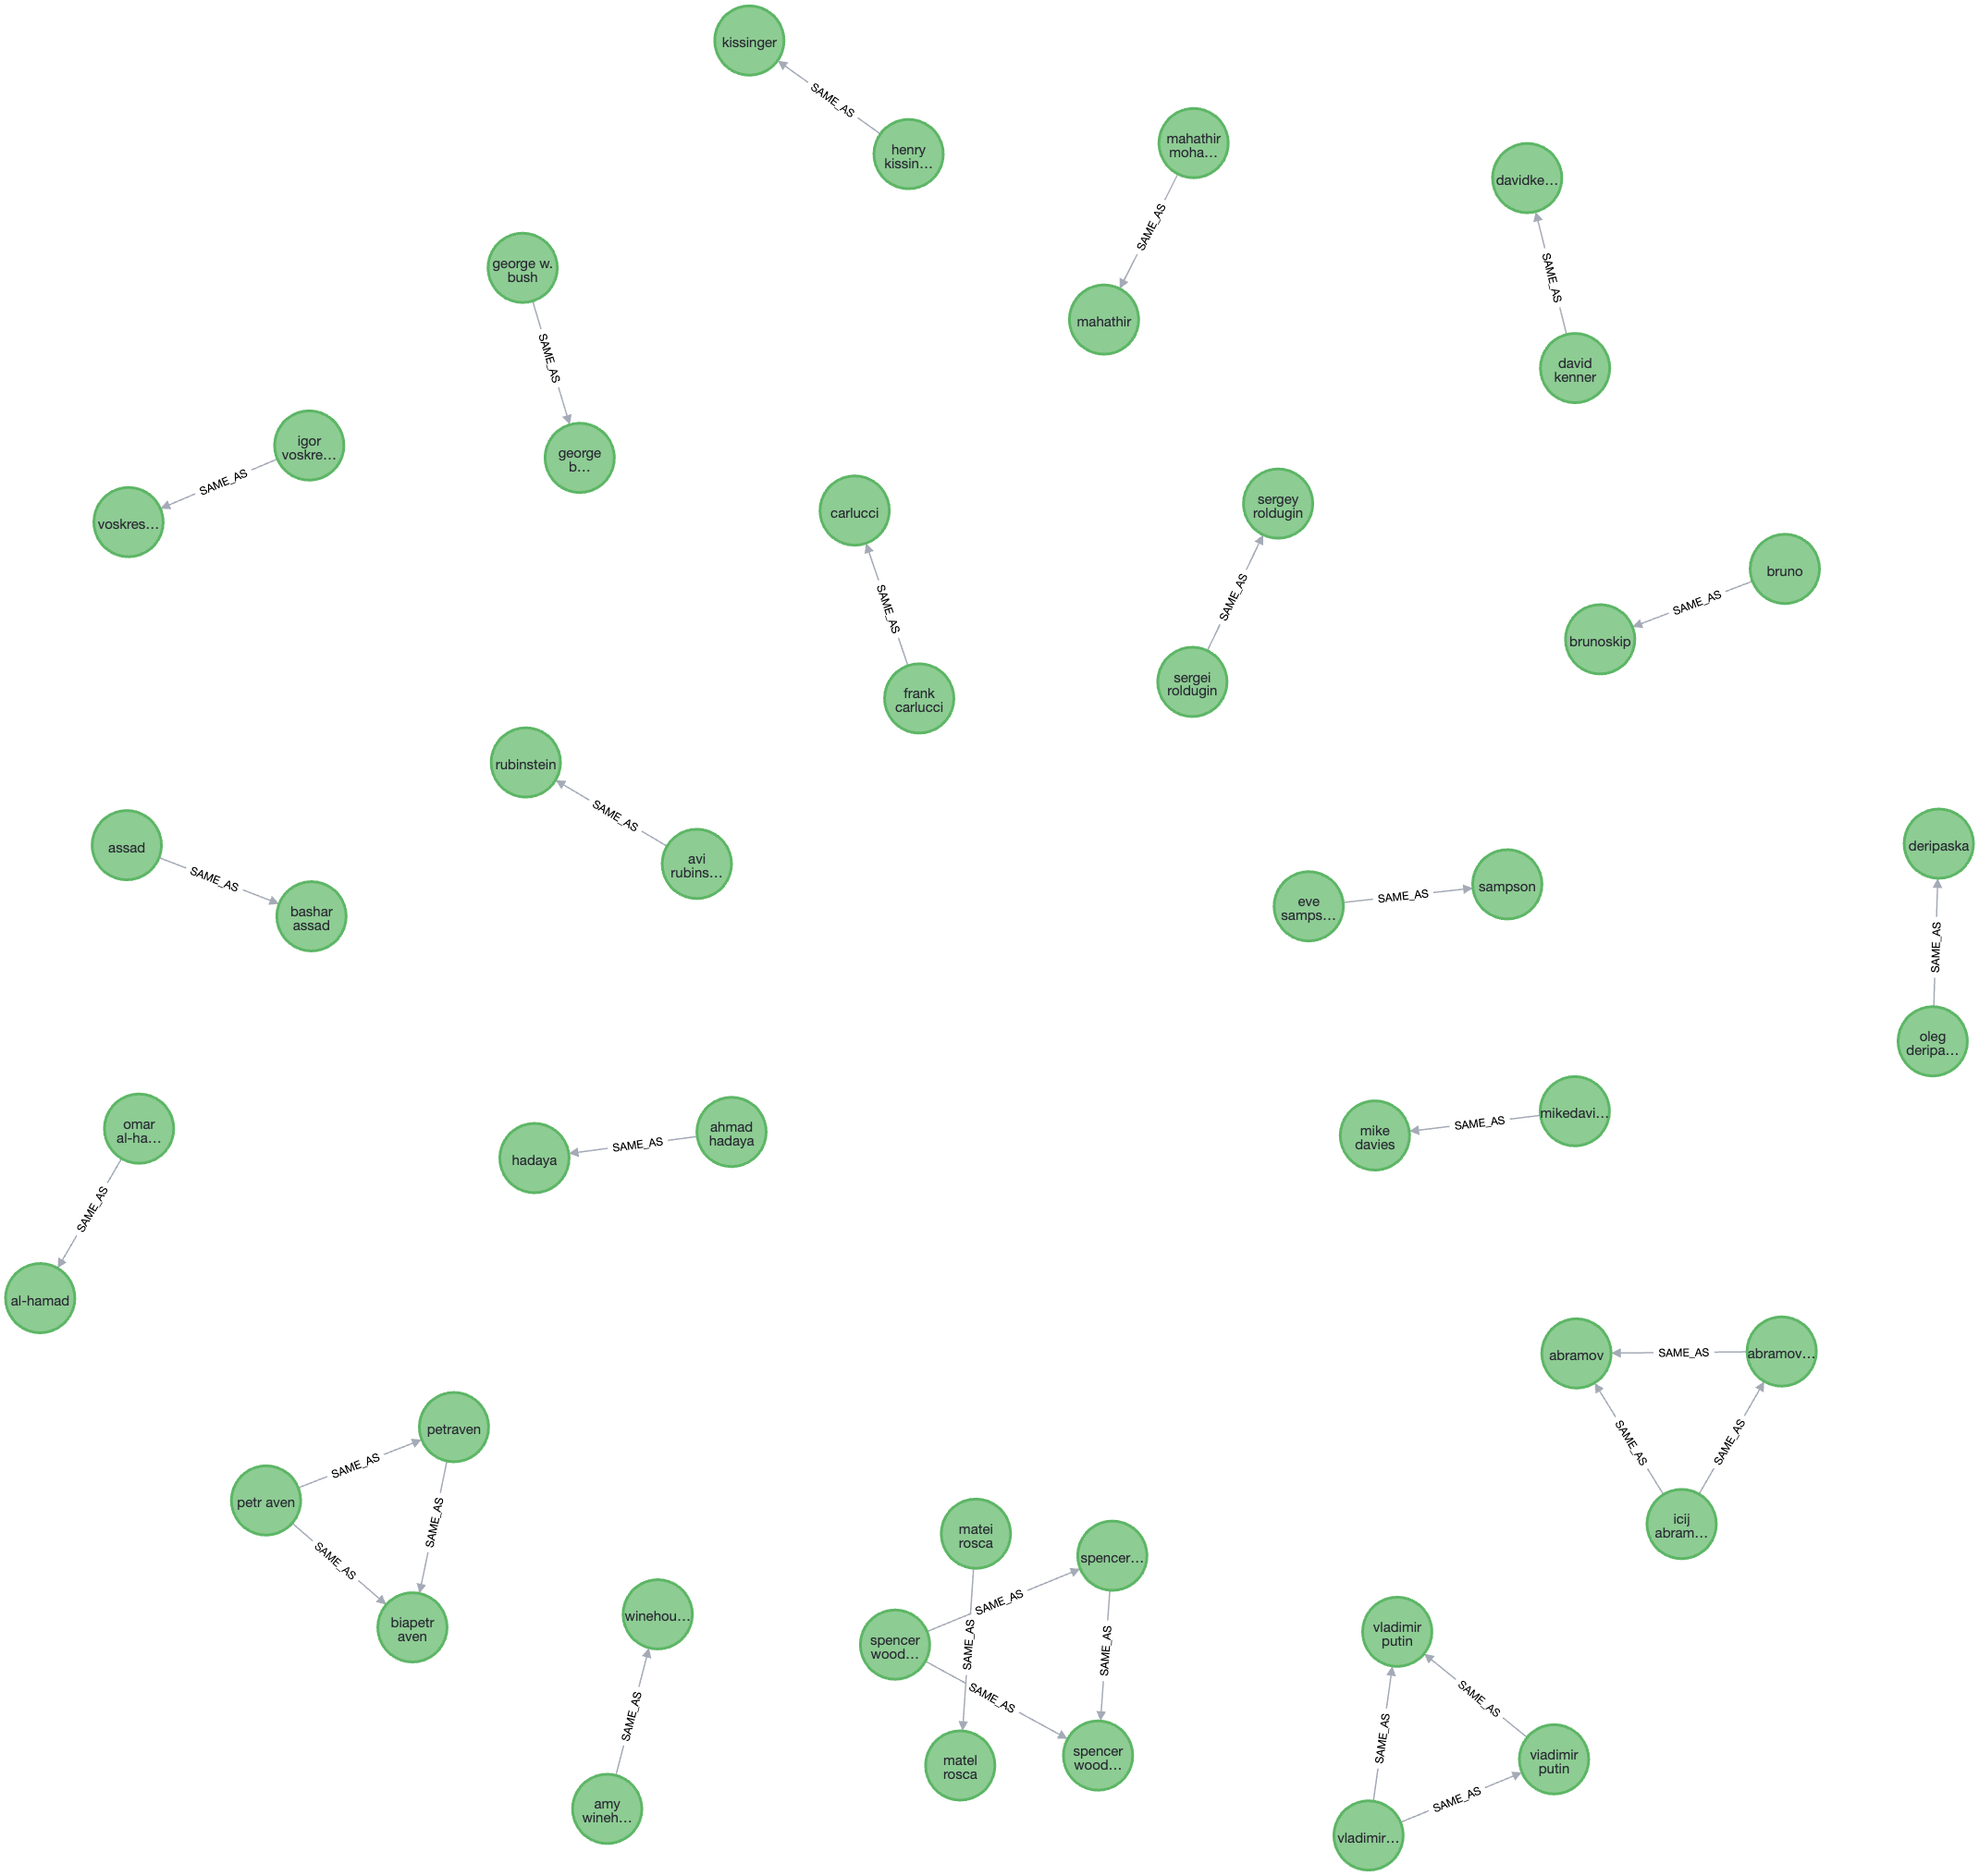 kissinger
SAME_AS
henry
kissin…
mahathir
moha…
SAME_AS
mahathir
davidke…
SAME_AS
david
kenner
george w.
bush
SAME_AS
george
b…
igor
voskre…
SAME_AS
voskres…
carlucci
SAME_AS
frank
carlucci
sergey
roldugin
SAME_AS
sergei
roldugin
bruno
SAME_AS
brunoskip
rubinstein
SAME_AS
avi
rubins…
assad
SAME_AS
bashar
assad
eve
samps…
SAME_AS
sampson
deripaska
SAME_AS
oleg
deripa…
omar
al-ha…
SAME_AS
al-hamad
hadaya
SAME_AS
ahmad
hadaya
mike
davies
SAME_AS
mikedavi…
abramov
SAME_AS
abramov…
SAME_AS
SAME_AS
icij
abram…
petraven
SAME_AS
petr aven
SAME_AS
SAME_AS
biapetr
aven
winehou…
SAME_AS
amy
wineh…
matei
rosca
SAME_AS
matel
rosca
spencer…
SAME_AS
spencer
wood…
SAME_AS
SAME_AS
spencer
wood…
vladimir
putin
SAME_AS
SAME_AS
viadimir
putin
SAME_AS
vladimir…